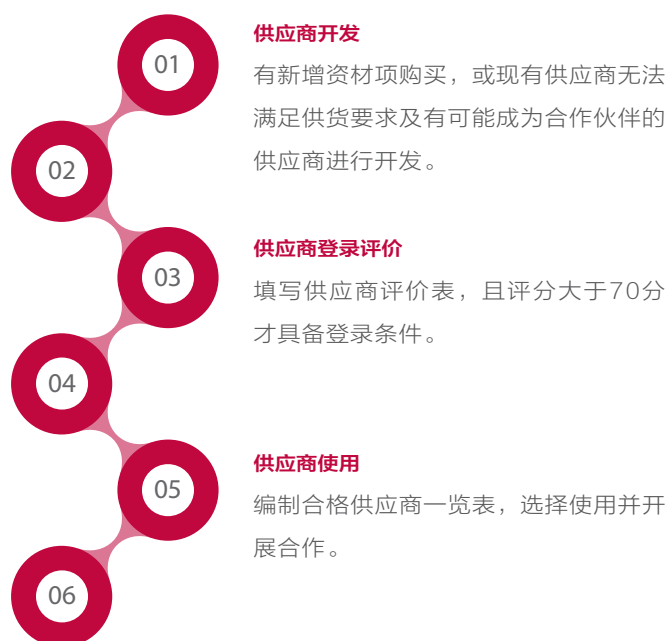 01
供应商开发
有新增资材项购买，或现有供应商无法
满足供货要求及有可能成为合作伙伴的
供应商进行开发。
02
03
供应商登录评价
填写供应商评价表，且评分大于70分
才具备登录条件。
04
05
供应商使用
编制合格供应商一览表，选择使用并开
展合作。
06